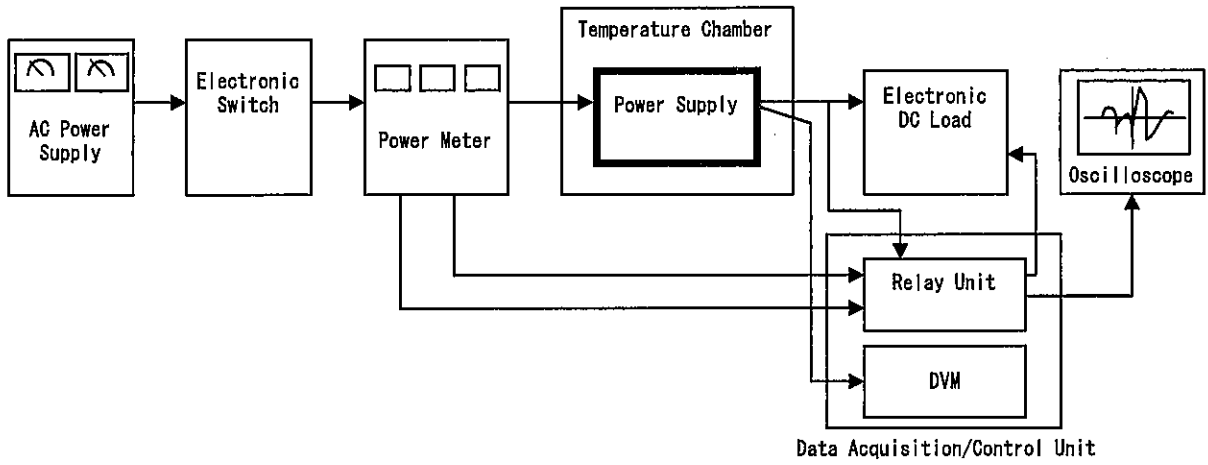 Temperature Chamber
Electronic
Switch
Power Supply
Electronic
DC Load
AC Power
Supply
Power Meter
Oscilloscope
Relay Unit
DVM
Data Acquisition/Control Unit